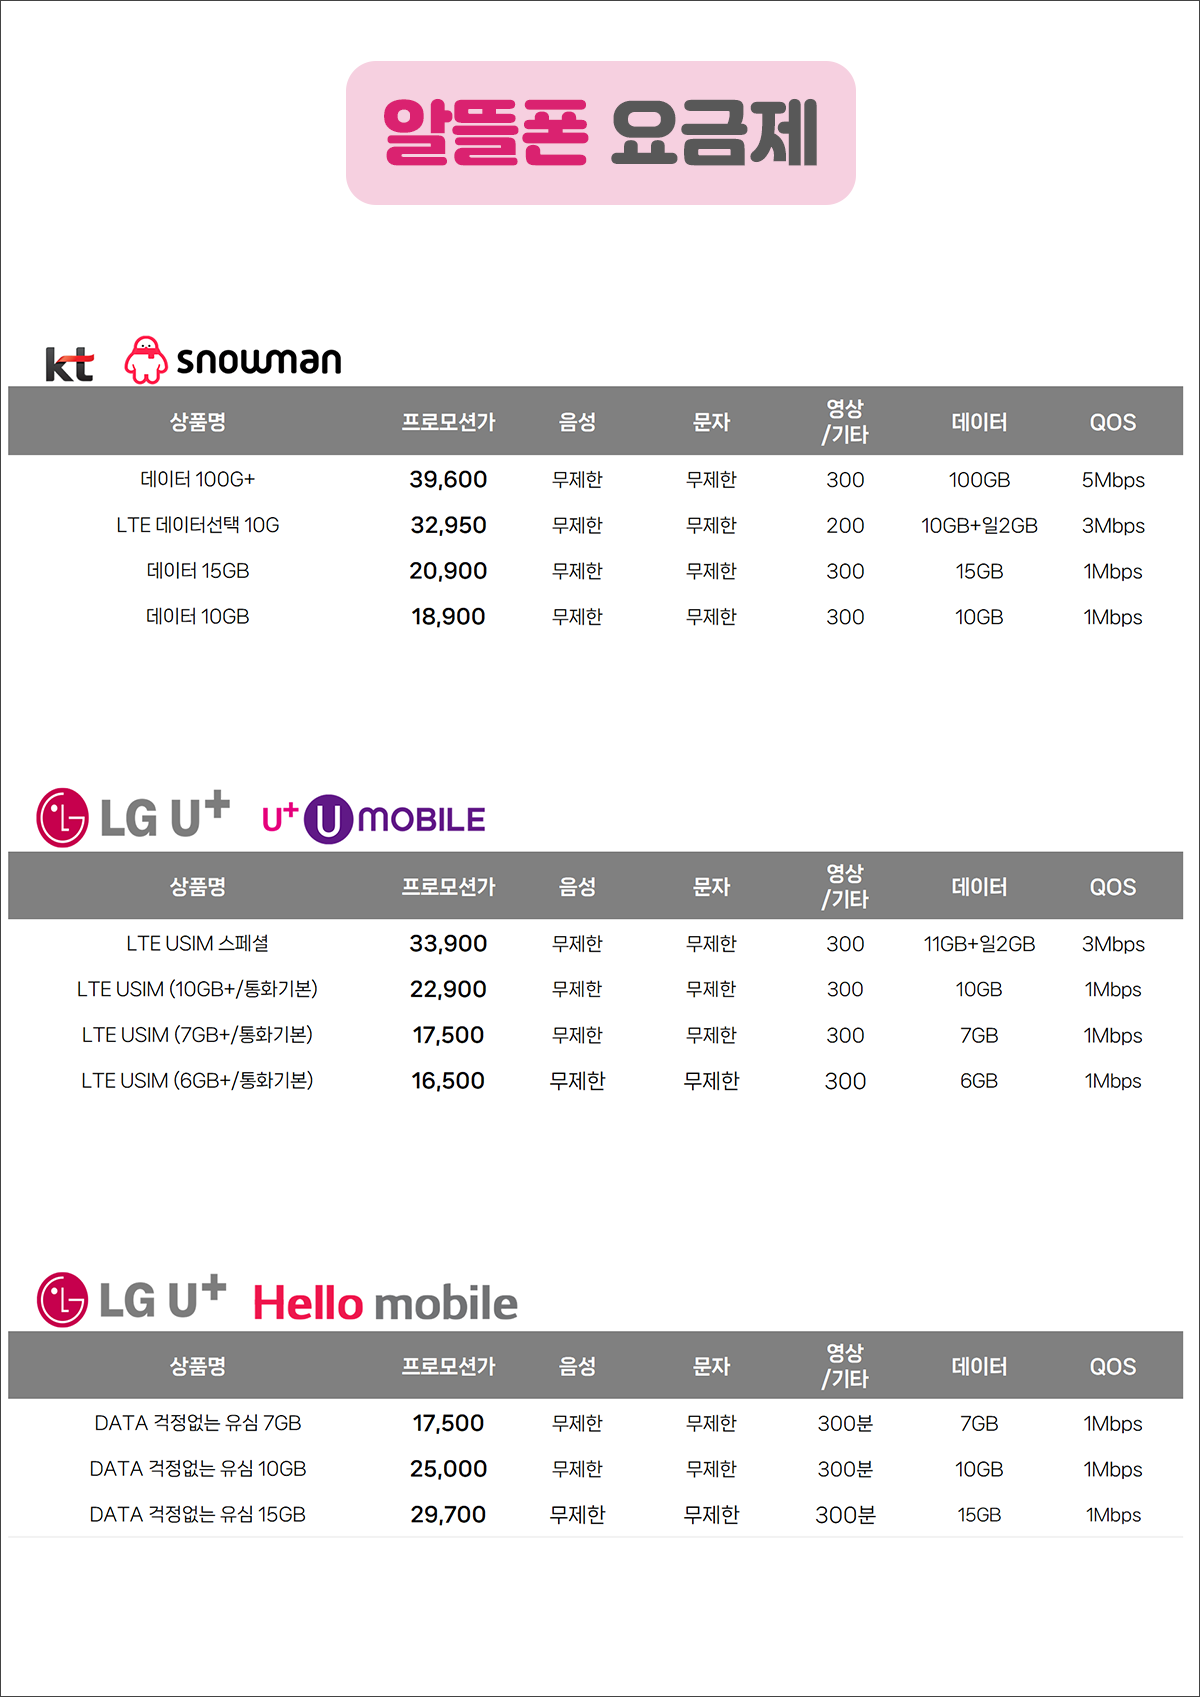 알뜰폰 요금제
kt snowman
상품명 프로모션가 음성 문자 영상/기타 데이터 QOS
데이터 100G+ 39,600 무제한 무제한 300 100GB 5Mbps
LTE 데이터선택 10G 32,950 무제한 무제한 200 10GB+일2GB 3Mbps
데이터 15GB 20,900 무제한 무제한 300 15GB 1Mbps
데이터 10GB 18,900 무제한 무제한 300 10GB 1Mbps
LG U+ U+ U MOBILE
상품명 프로모션가 음성 문자 영상/기타 데이터 QOS
LTE USIM 스페셜 33,900 무제한 무제한 300 11GB+일2GB 3Mbps
LTE USIM (10GB+/통화기본) 22,900 무제한 무제한 300 10GB 1Mbps
LTE USIM (7GB+/통화기본) 17,500 무제한 무제한 300 7GB 1Mbps
LTE USIM (6GB+/통화기본) 16,500 무제한 무제한 300 6GB 1Mbps
LG U+ Hello mobile
상품명 프로모션가 음성 문자 영상/기타 데이터 QOS
DATA 걱정없는 유심 7GB 17,500 무제한 무제한 300분 7GB 1Mbps
DATA 걱정없는 유심 10GB 25,000 무제한 무제한 300분 10GB 1Mbps
DATA 걱정없는 유심 15GB 29,700 무제한 무제한 300분 15GB 1Mbps